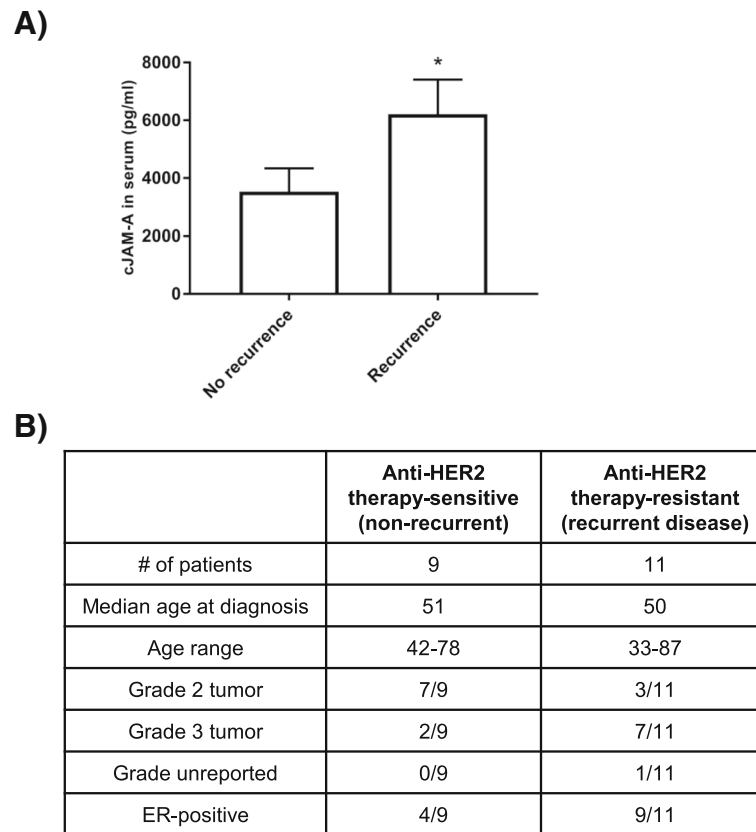 A)
8000
6000
4000
2000
0
cJAM-A in serum (pg/ml)
*
No recurrence
Recurrence
B)
Anti-HER2 therapy-sensitive (non-recurrent) Anti-HER2 therapy-resistant (recurrent disease)
# of patients 9 11
Median age at diagnosis 51 50
Age range 42-78 33-87
Grade 2 tumor 7/9 3/11
Grade 3 tumor 2/9 7/11
Grade unreported 0/9 1/11
ER-positive 4/9 9/11